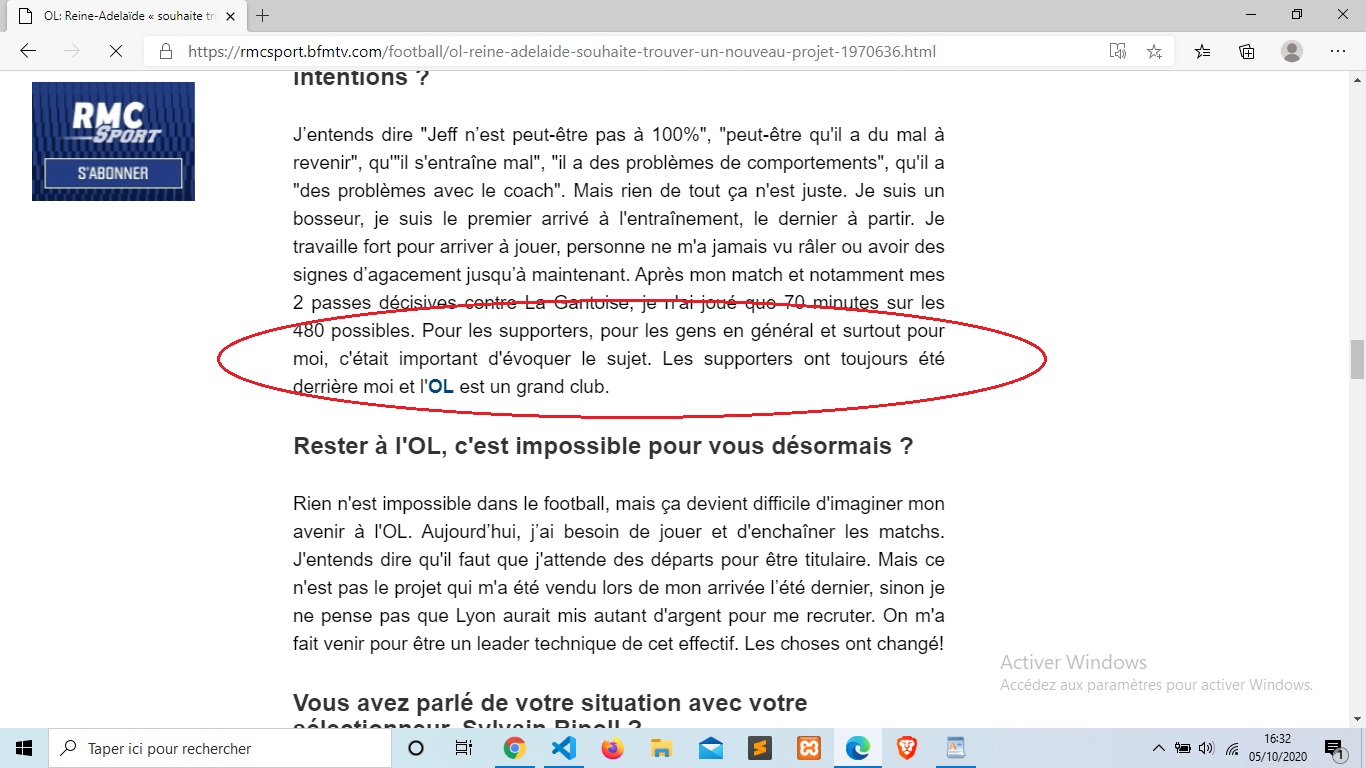 OL: Reine-Adelaïde « souhaite tr
https://rmcsport.bfmtv.com/football/ol-reine-adelaide-souhaite-trouver-un-nouveau-projet-1970636.html
intentions ?
RMC
SPORT
S'ABONNER
J’entends dire "Jeff n’est peut-être pas à 100%", "peut-être qu'il a du mal à
revenir", qu'"il s'entraîne mal", "il a des problèmes de comportements", qu'il a
"des problèmes avec le coach". Mais rien de tout ça n'est juste. Je suis un
bosseur, je suis le premier arrivé à l'entraînement, le dernier à partir. Je
travaille fort pour arriver à jouer, personne ne m'a jamais vu râler ou avoir des
signes d’agacement jusqu’à maintenant. Après mon match et notamment mes
2 passes décisives contre La Gantoise, je n'ai joué que 70 minutes sur les
480 possibles. Pour les supporters, pour les gens en général et surtout pour
moi, c'était important d'évoquer le sujet. Les supporters ont toujours été
derrière moi et l'OL est un grand club.
Rester à l'OL, c'est impossible pour vous désormais ?
Rien n'est impossible dans le football, mais ça devient difficile d'imaginer mon
avenir à l'OL. Aujourd’hui, j’ai besoin de jouer et d'enchaîner les matchs.
J'entends dire qu'il faut que j'attende des départs pour être titulaire. Mais ce
n'est pas le projet qui m'a été vendu lors de mon arrivée l’été dernier, sinon je
ne pense pas que Lyon aurait mis autant d'argent pour me recruter. On m'a
fait venir pour être un leader technique de cet effectif. Les choses ont changé!
Vous avez parlé de votre situation avec votre
sélectionneur, Sylvain Ripoll ?
Activer Windows
Accédez aux paramètres pour activer Windows.
Taper ici pour rechercher
16:32
05/10/2020
1